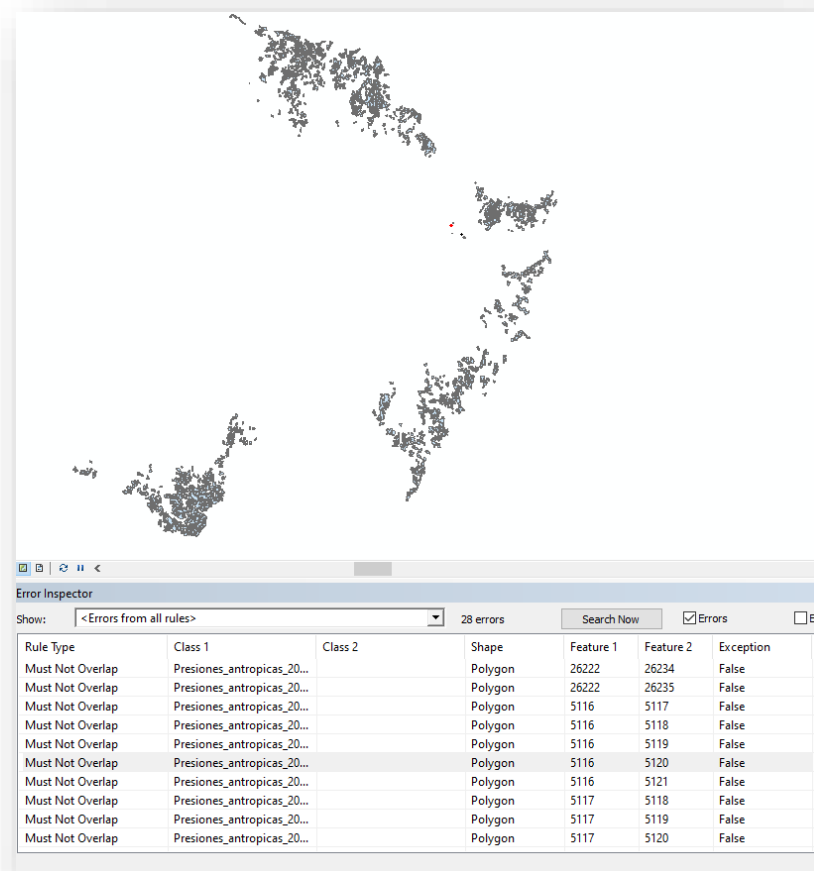 Error Inspector
Show: <Errors from all rules> 28 errors Search Now Errors
Rule Type Class 1 Class 2 Shape Feature 1 Feature 2 Exception
Must Not Overlap Presiones_antropicas_20... Polygon 26222 26234 False
Must Not Overlap Presiones_antropicas_20... Polygon 26222 26235 False
Must Not Overlap Presiones_antropicas_20... Polygon 5116 5117 False
Must Not Overlap Presiones_antropicas_20... Polygon 5116 5118 False
Must Not Overlap Presiones_antropicas_20... Polygon 5116 5119 False
Must Not Overlap Presiones_antropicas_20... Polygon 5116 5120 False
Must Not Overlap Presiones_antropicas_20... Polygon 5116 5121 False
Must Not Overlap Presiones_antropicas_20... Polygon 5117 5118 False
Must Not Overlap Presiones_antropicas_20... Polygon 5117 5119 False
Must Not Overlap Presiones_antropicas_20... Polygon 5117 5120 False